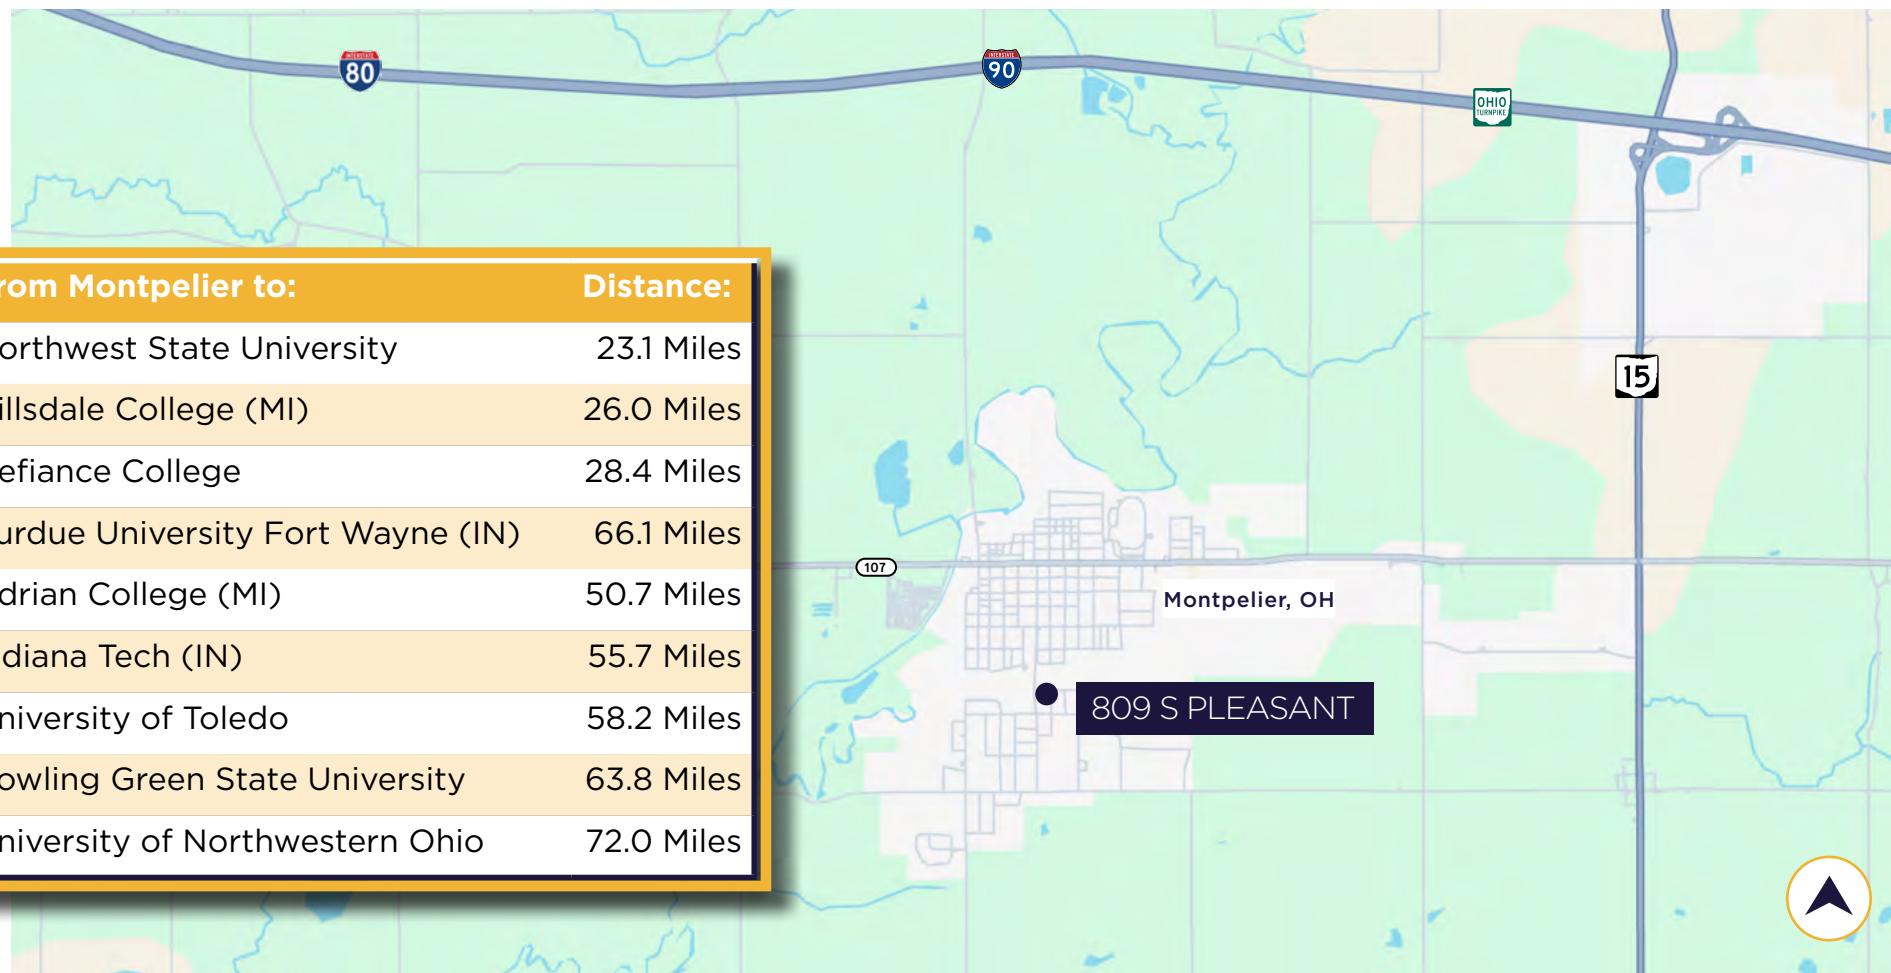 INTERSTATE
80
INTERSTATE
90
OHIO
TURNPIKE
rom Montpelier to: Distance:
orthwest State University 23.1 Miles
illsdale College (MI) 26.0 Miles
efiance College 28.4 Miles
urdue University Fort Wayne (IN) 66.1 Miles
drian College (MI) 50.7 Miles
diana Tech (IN) 55.7 Miles
niversity of Toledo 58.2 Miles
owling Green State University 63.8 Miles
niversity of Northwestern Ohio 72.0 Miles
15
107
Montpelier, OH
809 S PLEASANT